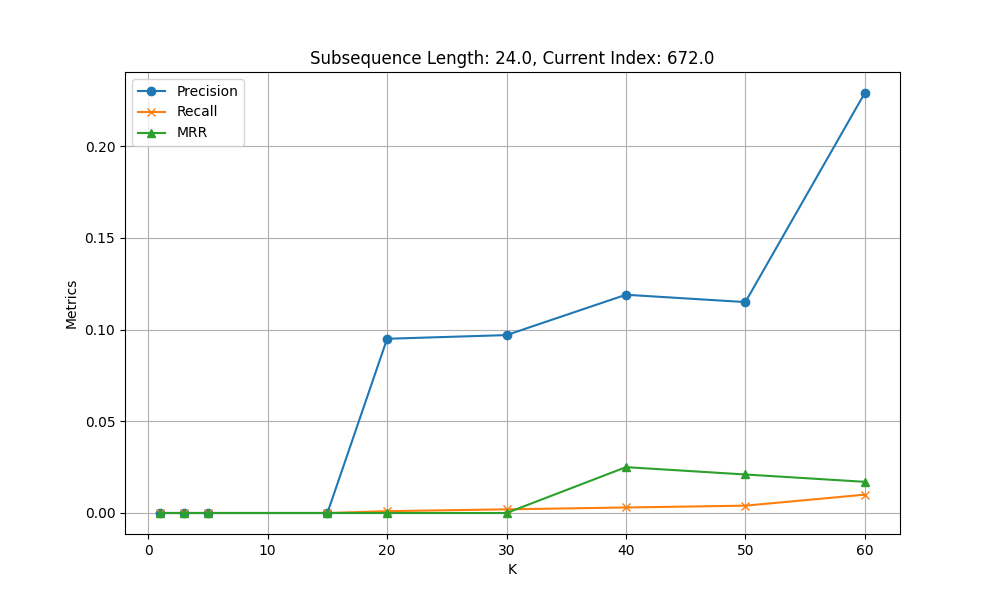 Subsequence Length: 24.0, Current Index: 672.0
Precision
Recall
MRR
0.20
0.15
0.10
0.05
0.00
Metrics
0 10 20 30 40 50 60
K